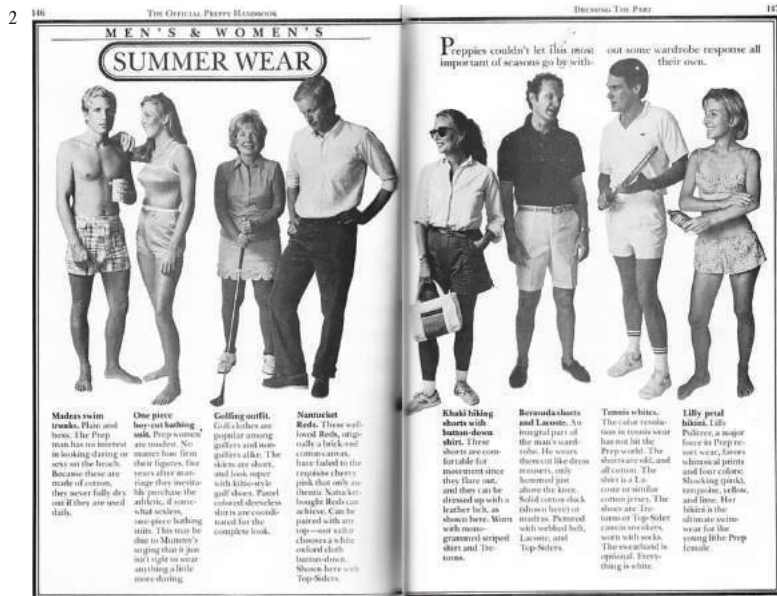 2
146
THE OFFICIAL PREPPY HANDBOOK
MEN'S & WOMEN'S
SUMMER WEAR
Madras swim
trunks. Plain and
boxy. The Prep
man has no interest
in looking daring or
sexy on the beach.
Because these are
made of cotton,
they never fully dry
out if they are used
daily.
One piece
boy-cut bathing
suit. Prep women
are modest. No
matter how firm
their figures, five
years after mar-
riage they inevita-
bly purchase the
athletic, if some-
what sexless,
one-piece bathing
suits. This may be
due to Mummy's
urging that it just
isn't right to wear
anything a little
more daring.
Golfing outfit.
Golf clothes are
popular among
golfers and non-
golfers alike. The
skirts are short,
and look super
with kiltie-style
golf shoes. Pastel
colored sleeveless
shirts are coordi-
nated for the
complete look.
Nantucket
Reds. These well-
loved Reds, origi-
nally a brick-red
cotton canvas,
have faded to the
requisite cheery
pink that only au-
thentic Nantucket-
bought Reds can
achieve. Can be
paired with any
top—our sailor
chooses a white
oxford cloth
button-down.
Shown here with
Top-Siders.
DRESSING THE PART
147
Preppies couldn't let this most
important of seasons go by with-
out some wardrobe response all
their own.
Khaki hiking
shorts with
button-down
shirt. These
shorts are com-
fortable for
movement since
they flare out,
and they can be
dressed up with a
leather belt, as
shown here. Worn
with mono-
grammed striped
shirt and Tre-
torns.
Bermuda shorts
and Lacoste. An
integral part of
the man's ward-
robe. He wears
them cut like dress
trousers, only
hemmed just
above the knee.
Solid cotton duck
(shown here) or
madras. Pictured
with webbed belt,
Lacoste, and
Top-Siders.
Tennis whites.
The color revolu-
tion in tennis wear
has not hit the
Prep world. The
shorts are old, and
all cotton. The
shirt is a La-
coste or similar
cotton jersey. The
shoes are Tre-
torns or Top-Sider
canvas sneakers,
worn with socks.
The sweatband is
optional. Every-
thing is white.
Lilly petal
bikini. Lilly
Pulitzer, a major
force in Prep re-
sort wear, favors
whimsical prints
and four colors:
Shocking (pink),
turquoise, yellow,
and lime. Her
bikini is the
ultimate swim-
wear for the
young lithe Prep
female.